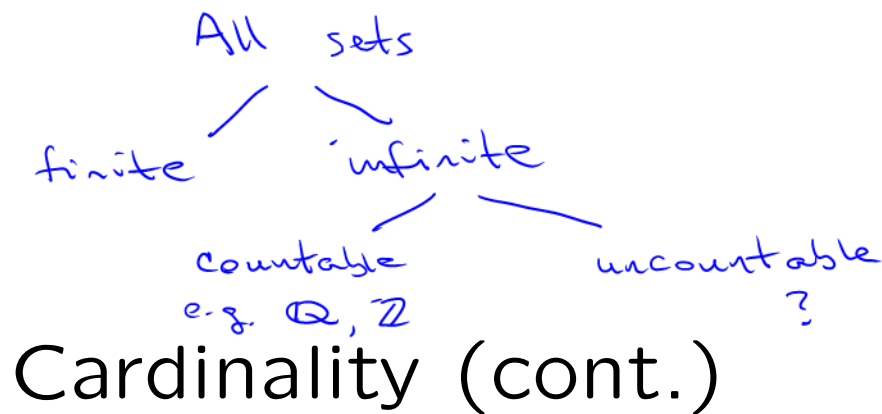 All sets
finite infinite
countable uncountable
e.g. ℚ, ℤ ?
Cardinality (cont.)